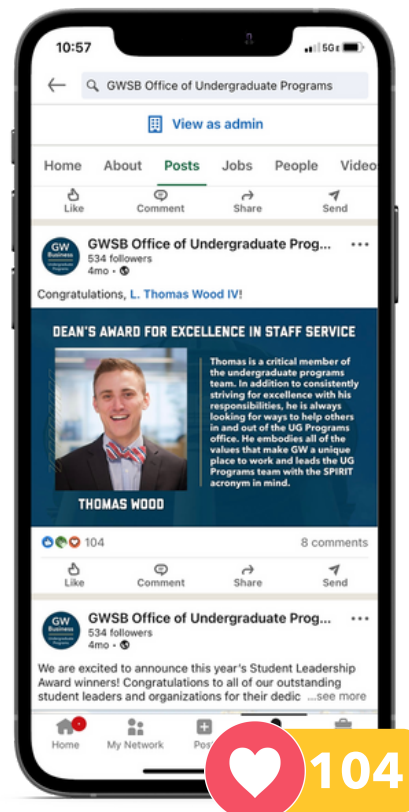 10:57
5G E
GWSB Office of Undergraduate Programs
View as admin
Home About Posts Jobs People Video
Like Comment Share Send
GW
Business
Undergraduate
Programs
GWSB Office of Undergraduate Prog... •••
534 followers
4mo •
Congratulations, L. Thomas Wood IV!
DEAN'S AWARD FOR EXCELLENCE IN STAFF SERVICE
Thomas is a critical member of
the undergraduate programs
team. In addition to consistently
striving for excellence with his
responsibilities, he is always
looking for ways to help others
in and out of the UG Programs
office. He embodies all of the
values that make GW a unique
place to work and leads the UG
Programs team with the SPIRIT
acronym in mind.
THOMAS WOOD
104 8 comments
Like Comment Share Send
GW
Business
Undergraduate
Programs
GWSB Office of Undergraduate Prog... •••
534 followers
4mo •
We are excited to announce this year's Student Leadership
Award winners! Congratulations to all of our outstanding
student leaders and organizations for their dedic ...see more
Home My Network Pos
104